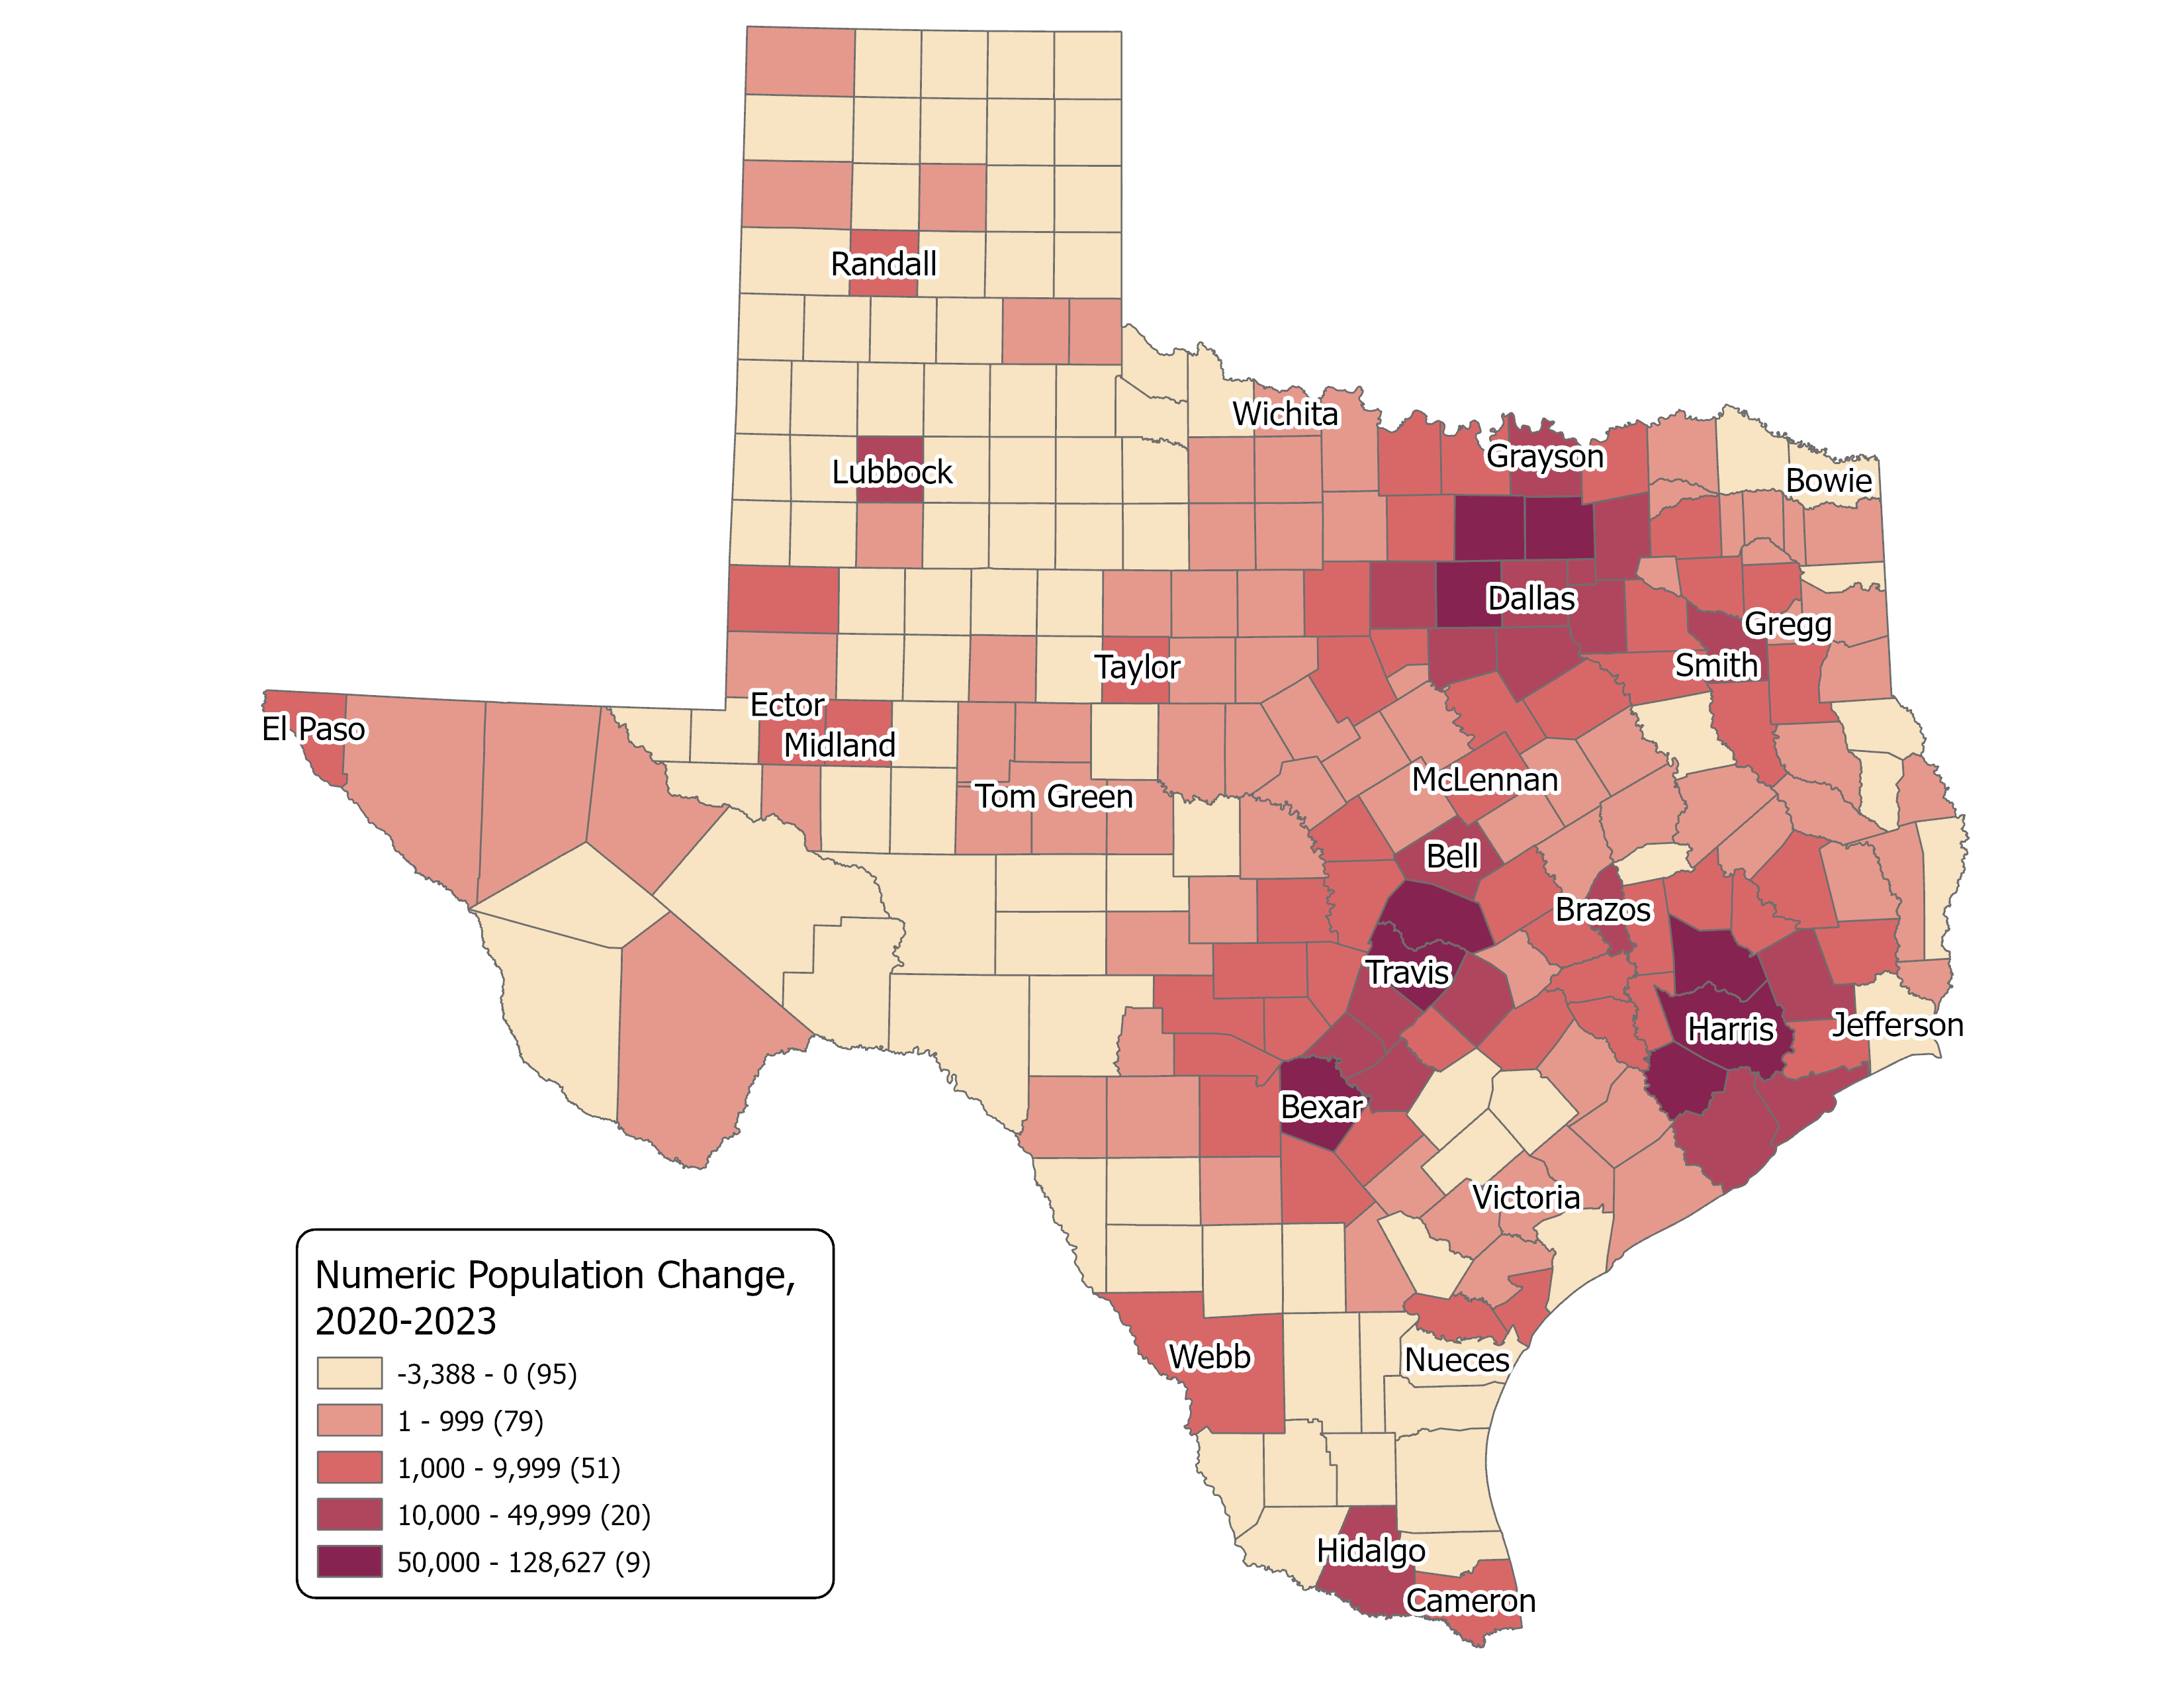 Randall
Wichita
Grayson
Lubbock
Bowie
Dallas
Gregg
Taylor
Smith
Ector
El Paso
Midland
McLennan
Tom Green
Bell
Brazos
Travis
Harris
Jefferson
Bexar
Victoria
Numeric Population Change,
2020-2023
-3,388 - 0 (95)
1 - 999 (79)
1,000 - 9,999 (51)
10,000 - 49,999 (20)
50,000 - 128,627 (9)
Webb
Nueces
Hidalgo
Cameron